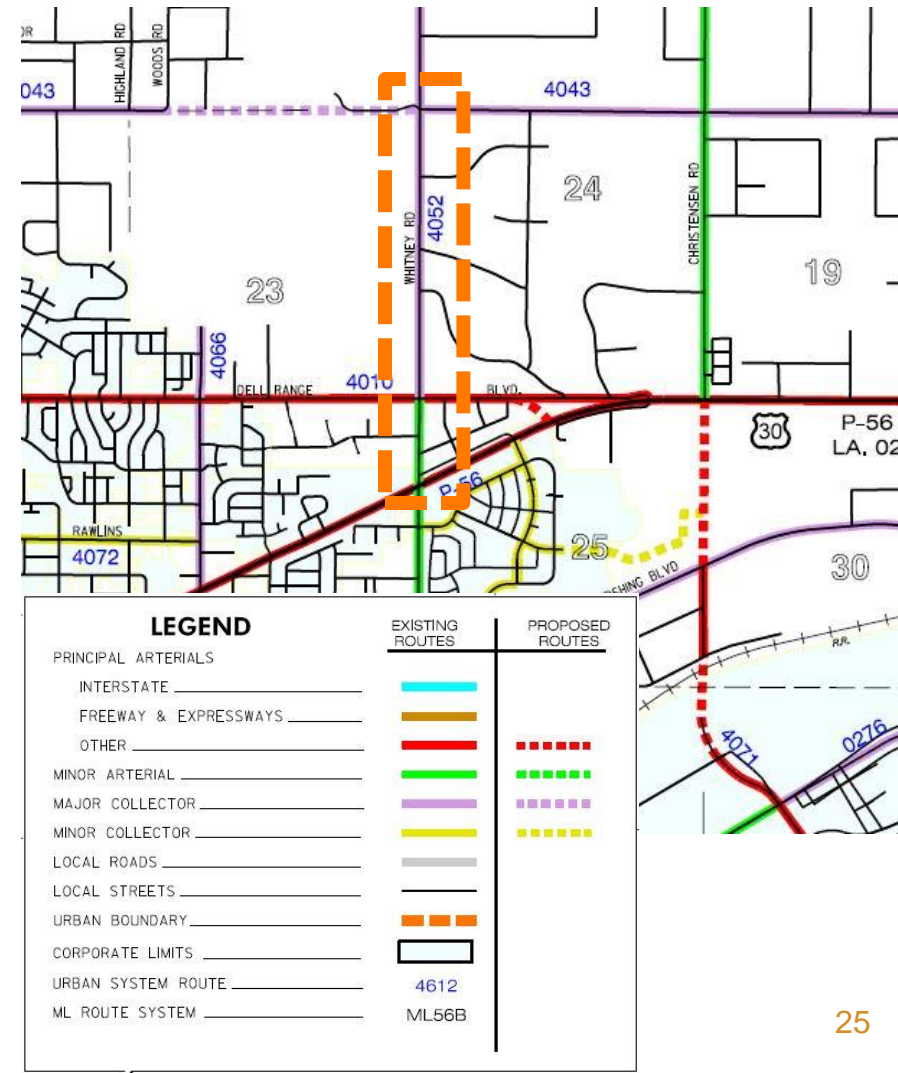 OR
HIGHLAND RD
WOODS RD
043
4043
24
4052
WHITNEY RD
CHRISTENSEN RD
23
19
4066
DELL RANGE
4010
BLVD.
30
P-56
LA. 02
P-56
RAWLINS
4072
25
SHING BLVD
30
R.R.
4071
0276
LEGEND
EXISTING ROUTES
PROPOSED ROUTES
PRINCIPAL ARTERIALS
INTERSTATE
FREEWAY & EXPRESSWAYS
OTHER
MINOR ARTERIAL
MAJOR COLLECTOR
MINOR COLLECTOR
LOCAL ROADS
LOCAL STREETS
URBAN BOUNDARY
CORPORATE LIMITS
URBAN SYSTEM ROUTE 4612
ML ROUTE SYSTEM ML56B
25